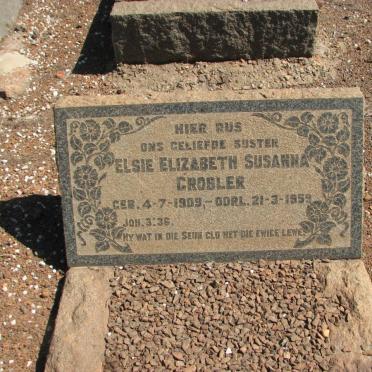 HIER RUS
ONS GELIEFDE SUSTER
ELSIE ELIZABETH SUSANNA
GROBLER
GEB. 4-7-1909 — OORL. 21-3-1959
JOH. 3:36.
HY WAT IN DIE SEUN GLO HET DIE EWIGE LEWE